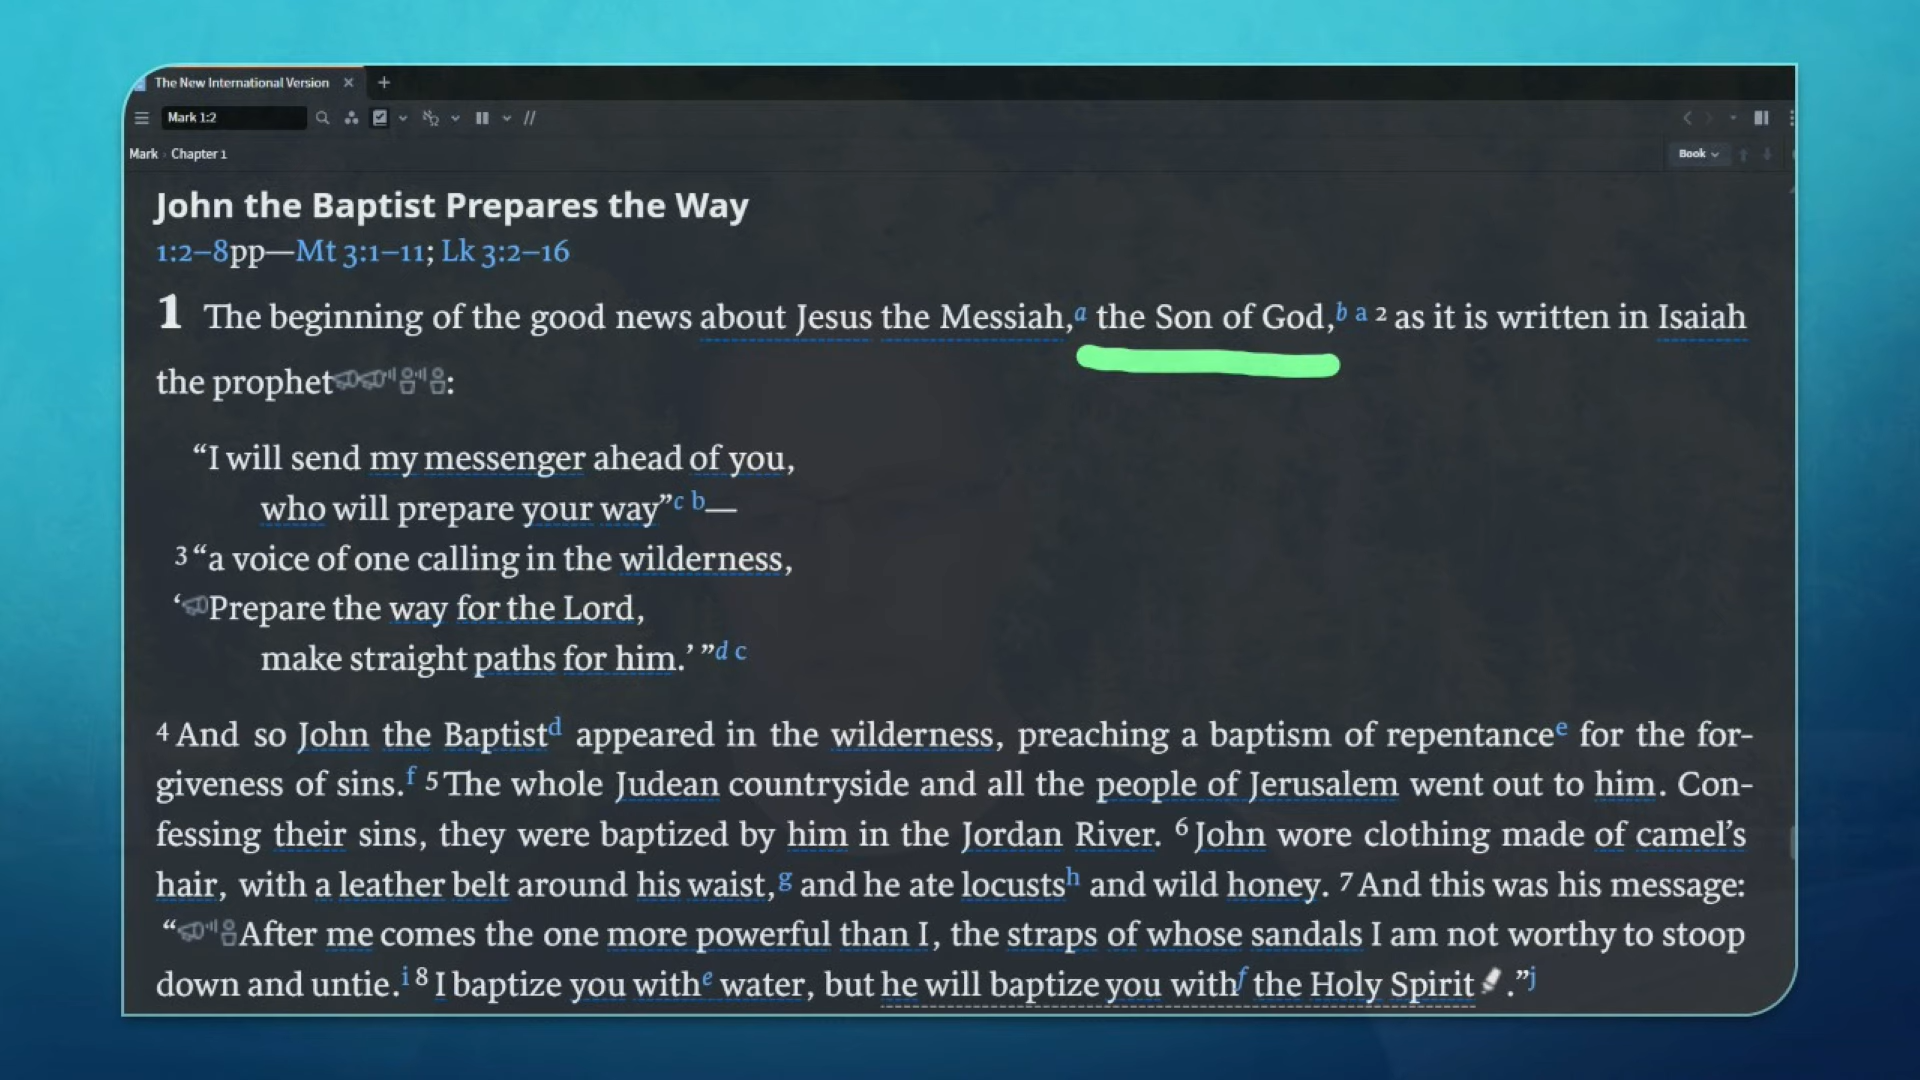 The New International Version
Mark 1:2
Mark › Chapter 1
Book
John the Baptist Prepares the Way
1:2–8pp—Mt 3:1–11; Lk 3:2–16
1 The beginning of the good news about Jesus the Messiah,a the Son of God,b a 2 as it is written in Isaiah
the prophet:
“I will send my messenger ahead of you,
who will prepare your way”c b—
3 “a voice of one calling in the wilderness,
‘Prepare the way for the Lord,
make straight paths for him.’ ”d c
4 And so John the Baptistd appeared in the wilderness, preaching a baptism of repentancee for the for-
giveness of sins.f 5 The whole Judean countryside and all the people of Jerusalem went out to him. Con-
fessing their sins, they were baptized by him in the Jordan River. 6 John wore clothing made of camel’s
hair, with a leather belt around his waist,g and he ate locustsh and wild honey. 7 And this was his message:
“After me comes the one more powerful than I, the straps of whose sandals I am not worthy to stoop
down and untie.i 8 I baptize you withe water, but he will baptize you withf the Holy Spirit.”j